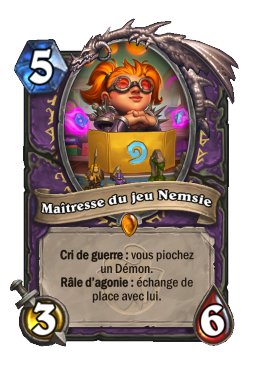 5
Maîtresse du jeu Nemsie
Cri de guerre : vous piochez
un Démon.
Râle d'agonie : échange de
place avec lui.
3
6